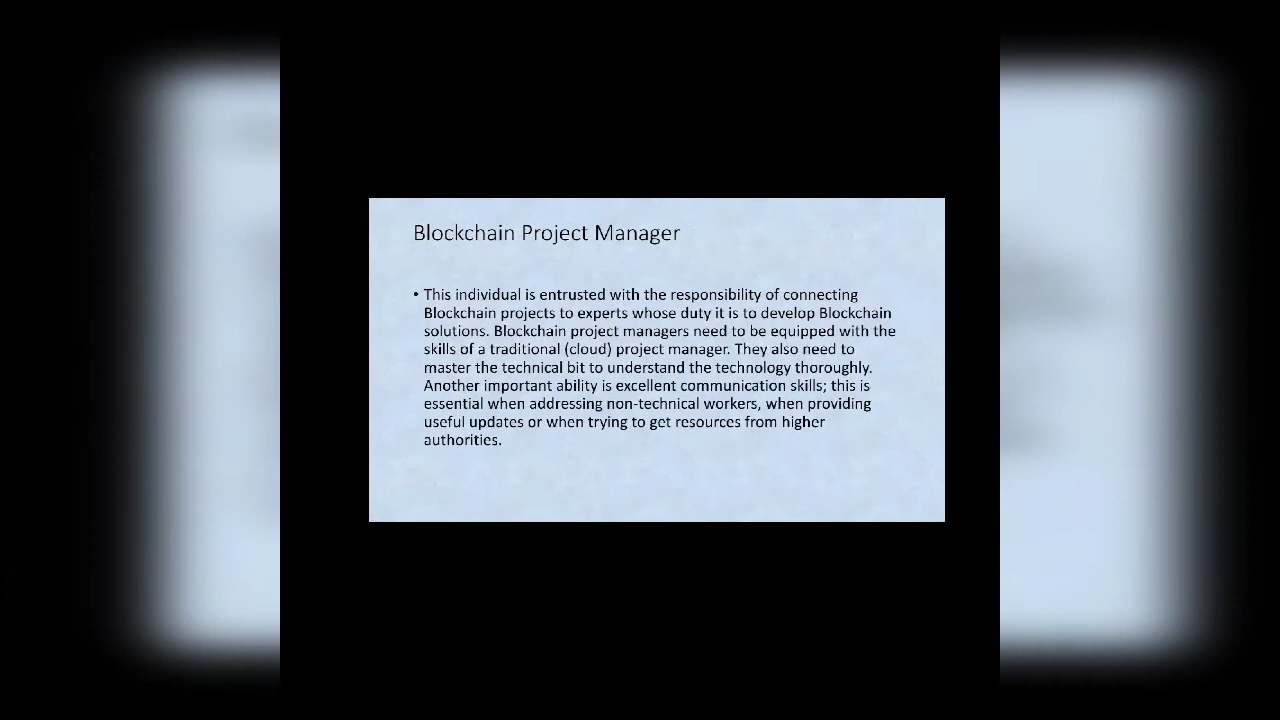 Blockchain Project Manager
• This individual is entrusted with the responsibility of connecting
Blockchain projects to experts whose duty it is to develop Blockchain
solutions. Blockchain project managers need to be equipped with the
skills of a traditional (cloud) project manager. They also need to
master the technical bit to understand the technology thoroughly.
Another important ability is excellent communication skills; this is
essential when addressing non-technical workers, when providing
useful updates or when trying to get resources from higher
authorities.